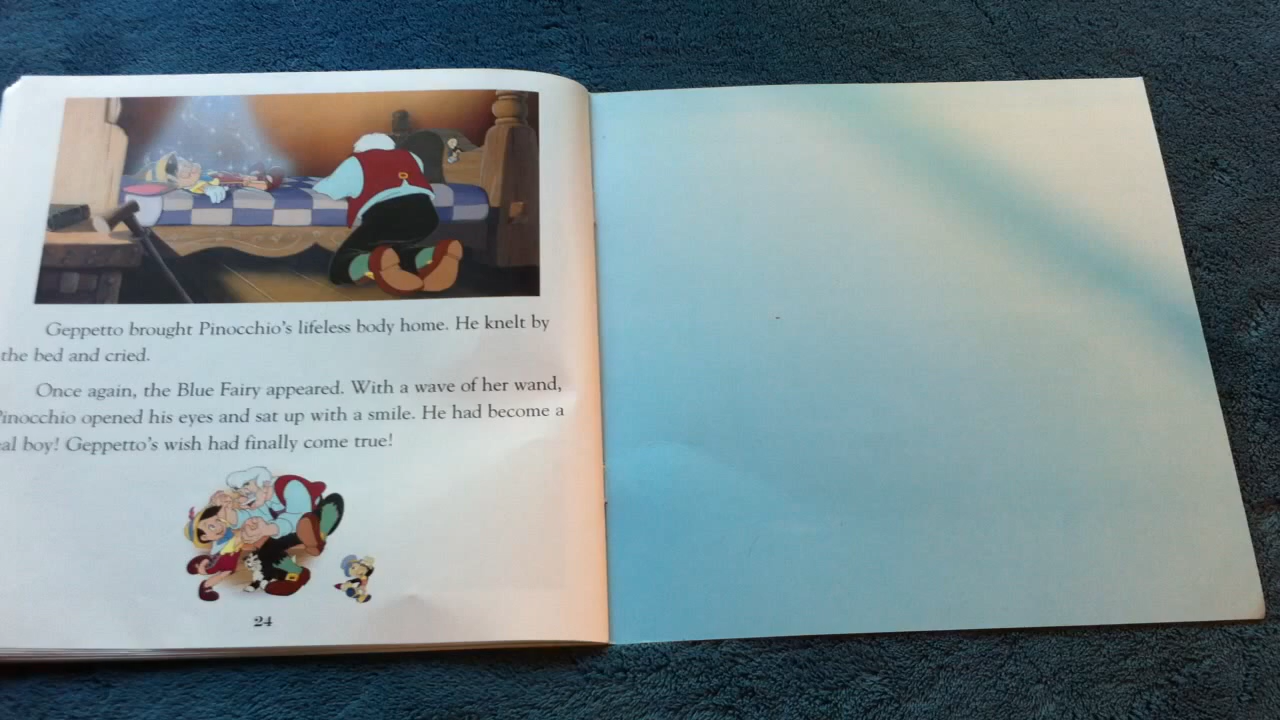 Geppetto brought Pinocchio's lifeless body home. He knelt by
the bed and cried.
Once again, the Blue Fairy appeared. With a wave of her wand,
inocchio opened his eyes and sat up with a smile. He had become a
al boy! Geppetto's wish had finally come true!
24